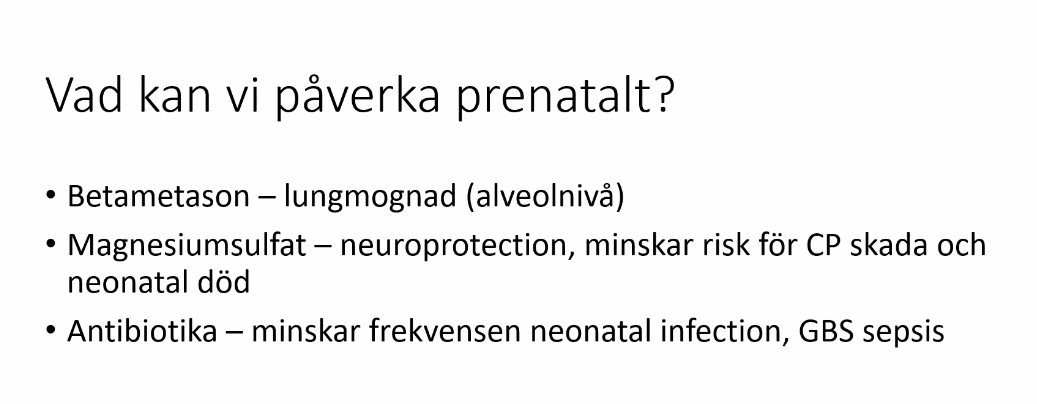 Vad kan vi påverka prenatalt?
• Betametason – lungmognad (alveolnivå)
• Magnesiumsulfat – neuroprotection, minskar risk för CP skada och
neonatal död
• Antibiotika – minskar frekvensen neonatal infection, GBS sepsis